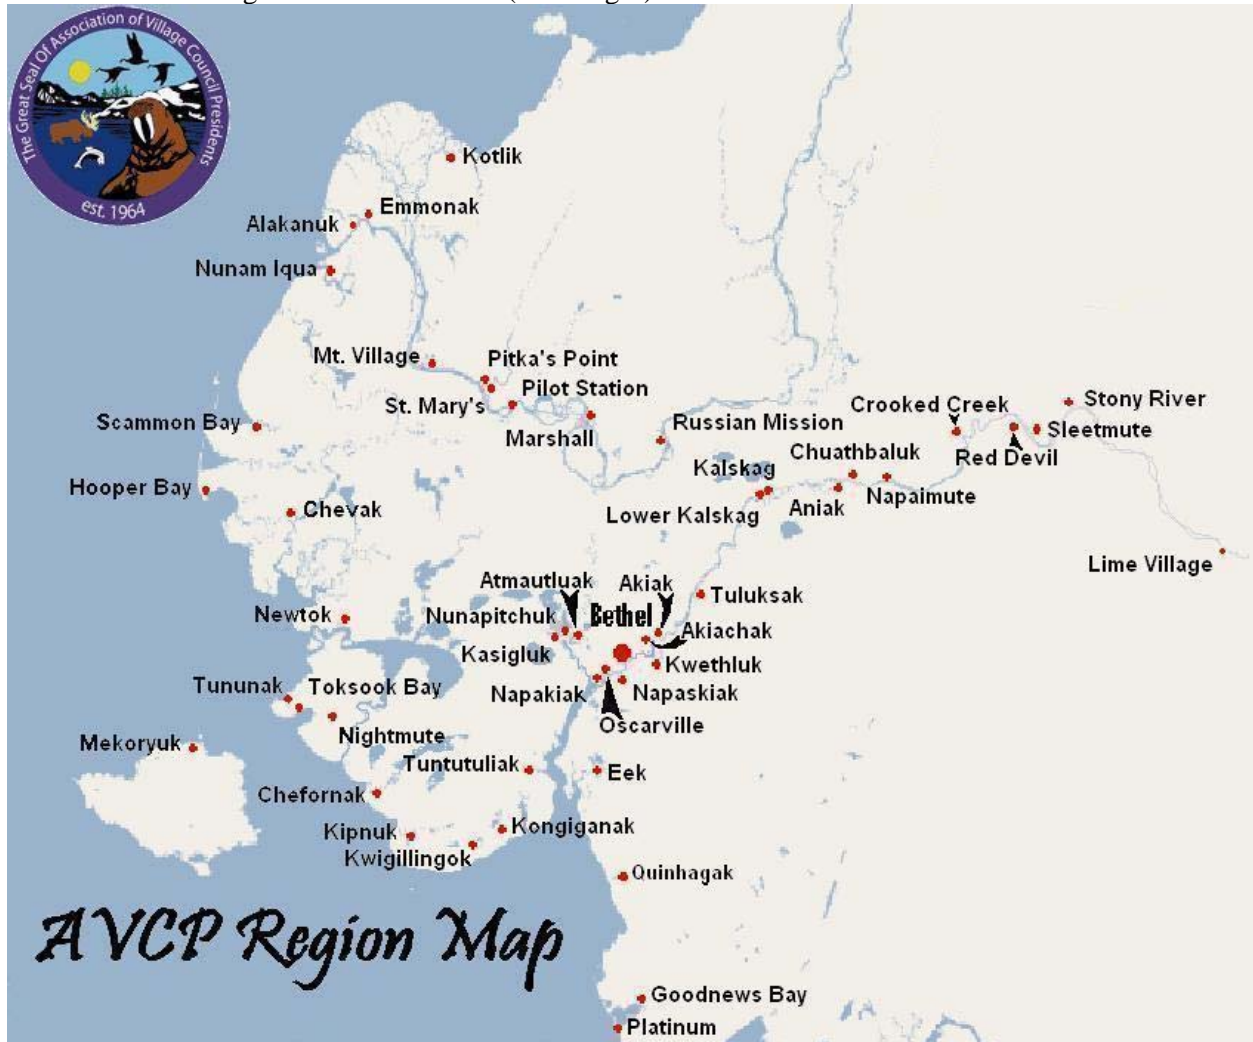 The Great Seal Of Association of Village Council Presidents
est. 1964
Kotlik
Emmonak
Alakanuk
Nunam Iqua
Mt. Village
Pitka's Point
Pilot Station
St. Mary's
Marshall
Scammon Bay
Russian Mission
Crooked Creek
Stony River
Sleetmute
Red Devil
Chuathbaluk
Kalskag
Napaimute
Hooper Bay
Aniak
Lower Kalskag
Chevak
Lime Village
Atmautluak
Akiak
Tuluksak
Nunapitchuk
Bethel
Newtok
Akiachak
Kasigluk
Kwethluk
Tununak
Toksook Bay
Napakiak
Napaskiak
Oscarville
Nightmute
Mekoryuk
Tuntutuliak
Eek
Chefornak
Kipnuk
Kongiganak
Kwigillingok
Quinhagak
AVCP Region Map
Goodnews Bay
Platinum